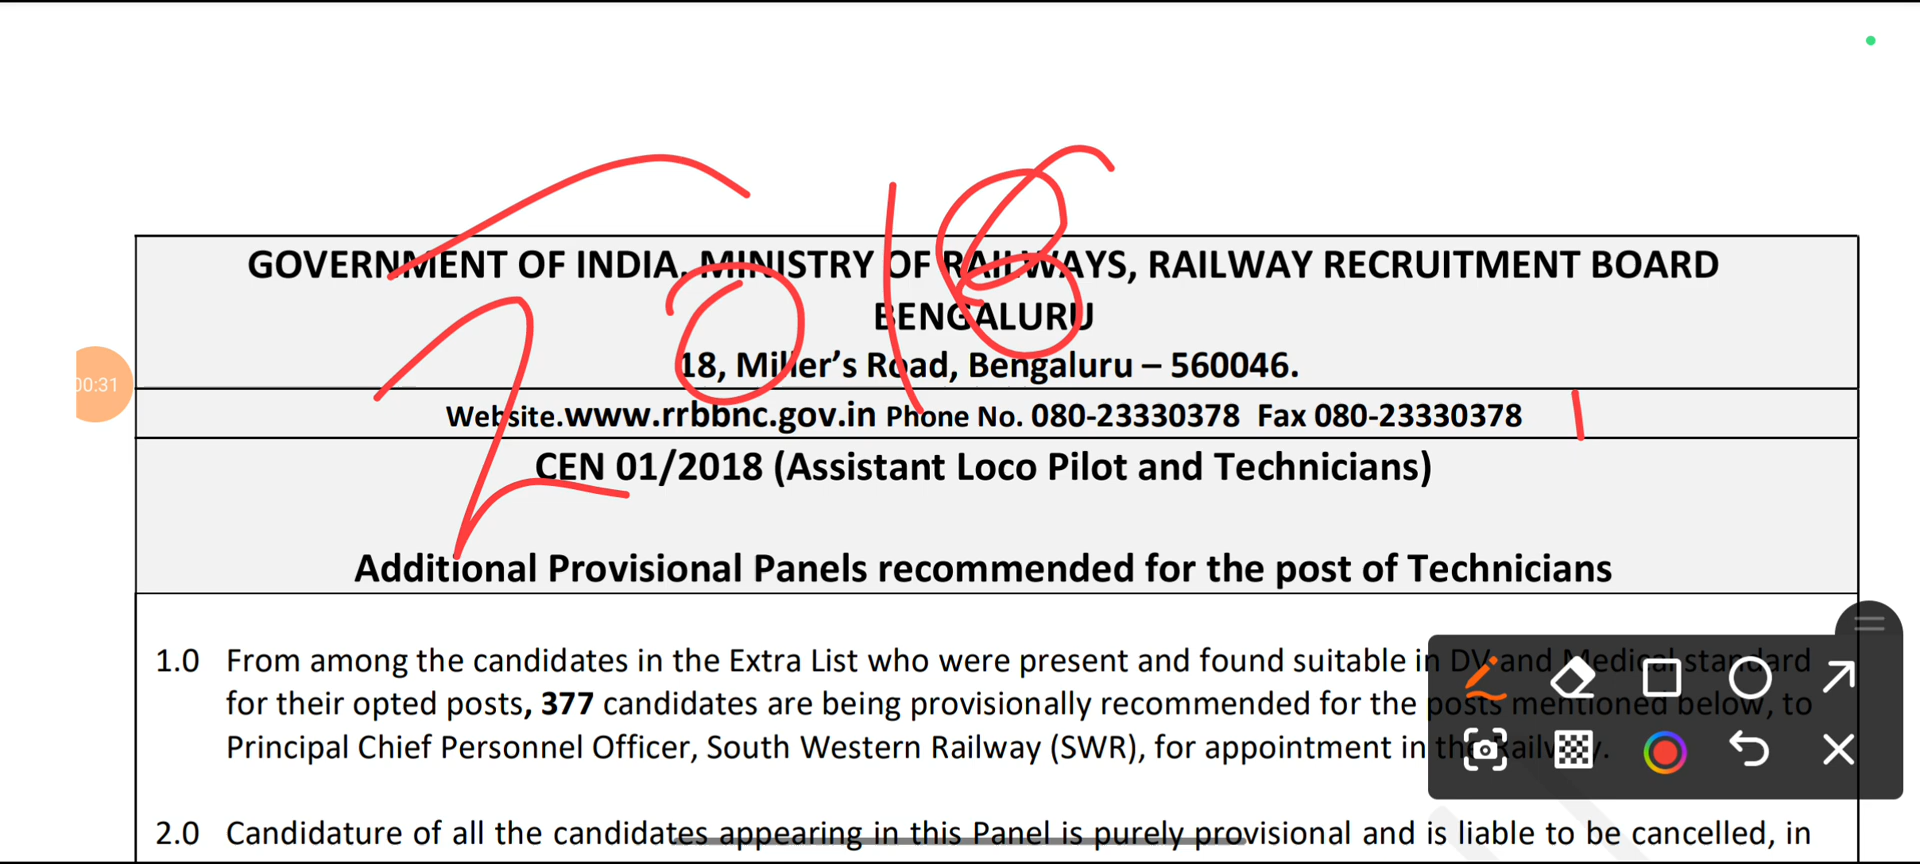 GOVERNMENT OF INDIA, MINISTRY OF RAILWAYS, RAILWAY RECRUITMENT BOARD
BENGALURU
18, Miller’s Road, Bengaluru – 560046.
Website.www.rrbbnc.gov.in Phone No. 080-23330378 Fax 080-23330378
CEN 01/2018 (Assistant Loco Pilot and Technicians)
Additional Provisional Panels recommended for the post of Technicians
1.0 From among the candidates in the Extra List who were present and found suitable in DV and Medical standard
for their opted posts, 377 candidates are being provisionally recommended for the posts mentioned below, to
Principal Chief Personnel Officer, South Western Railway (SWR), for appointment in the Railway.
2.0 Candidature of all the candidates appearing in this Panel is purely provisional and is liable to be cancelled, in
2018
00:31